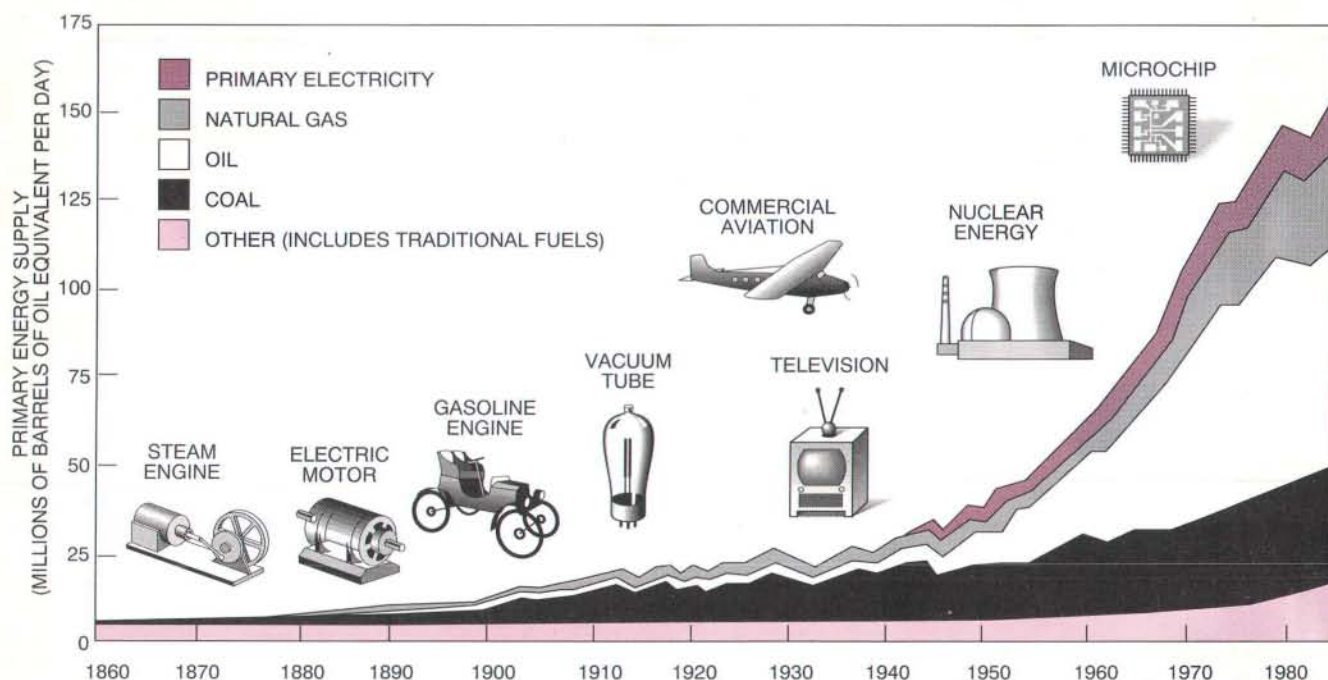 PRIMARY ENERGY SUPPLY
(MILLIONS OF BARRELS OF OIL EQUIVALENT PER DAY)
175
150
125
100
75
50
25
0
PRIMARY ELECTRICITY
NATURAL GAS
OIL
COAL
OTHER (INCLUDES TRADITIONAL FUELS)
STEAM
ENGINE
ELECTRIC
MOTOR
GASOLINE
ENGINE
VACUUM
TUBE
COMMERCIAL
AVIATION
TELEVISION
NUCLEAR
ENERGY
MICROCHIP
1860 1870 1880 1890 1900 1910 1920 1930 1940 1950 1960 1970 1980